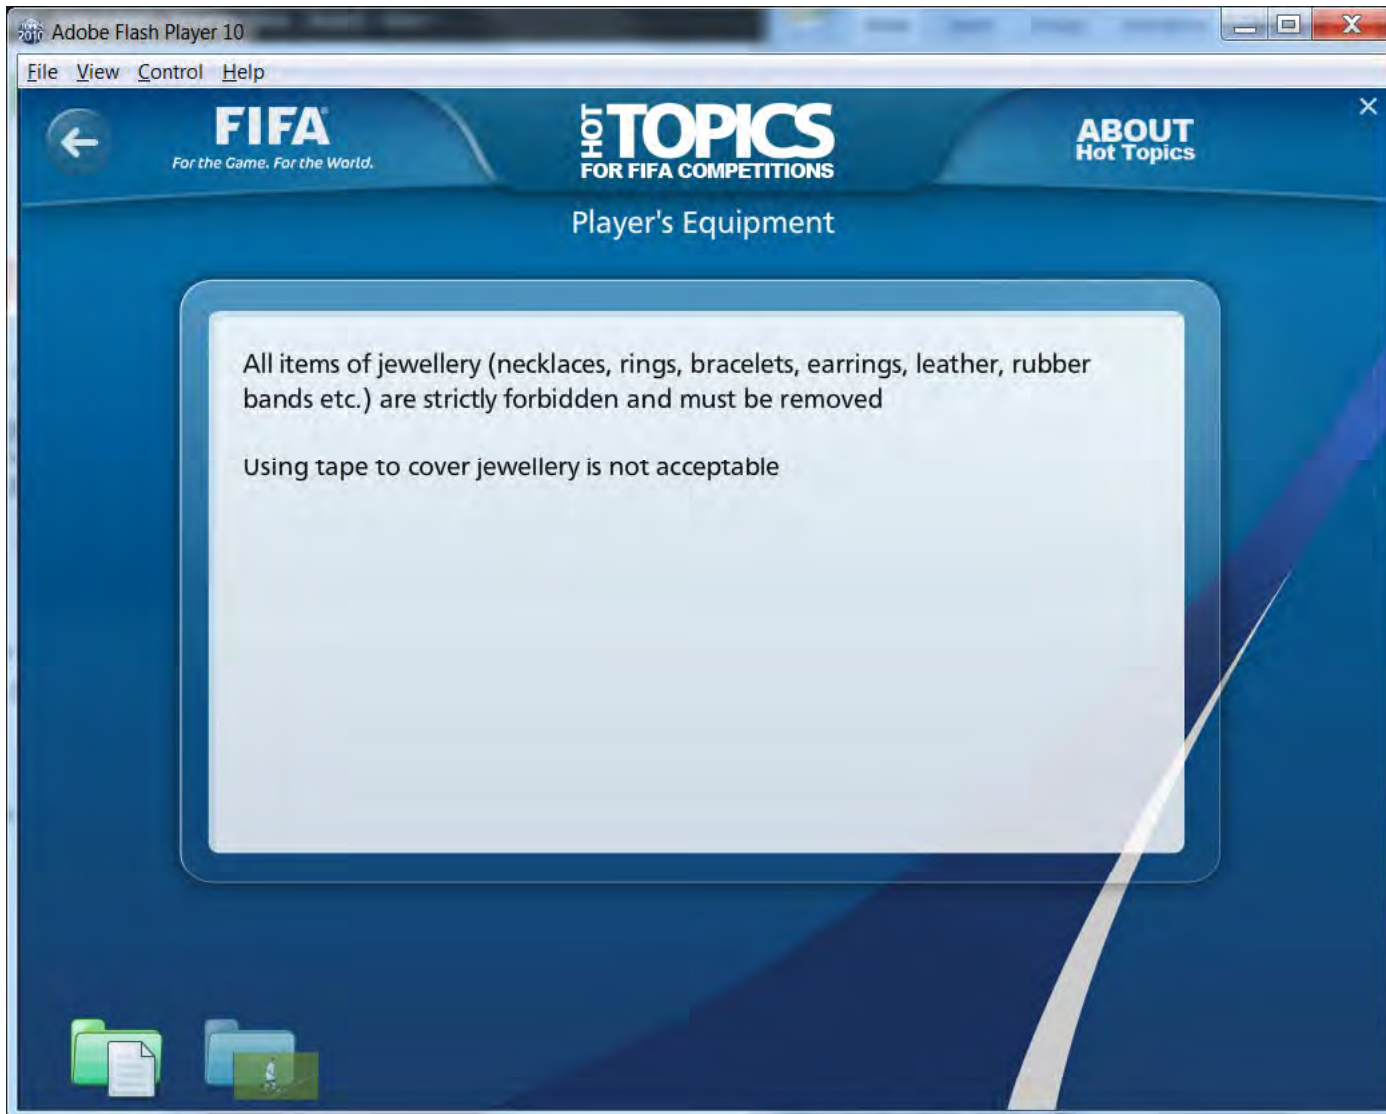 Adobe Flash Player 10
File View Control Help
FIFA
For the Game. For the World.
HOT TOPICS
FOR FIFA COMPETITIONS
ABOUT
Hot Topics
Player's Equipment
All items of jewellery (necklaces, rings, bracelets, earrings, leather, rubber
bands etc.) are strictly forbidden and must be removed
Using tape to cover jewellery is not acceptable